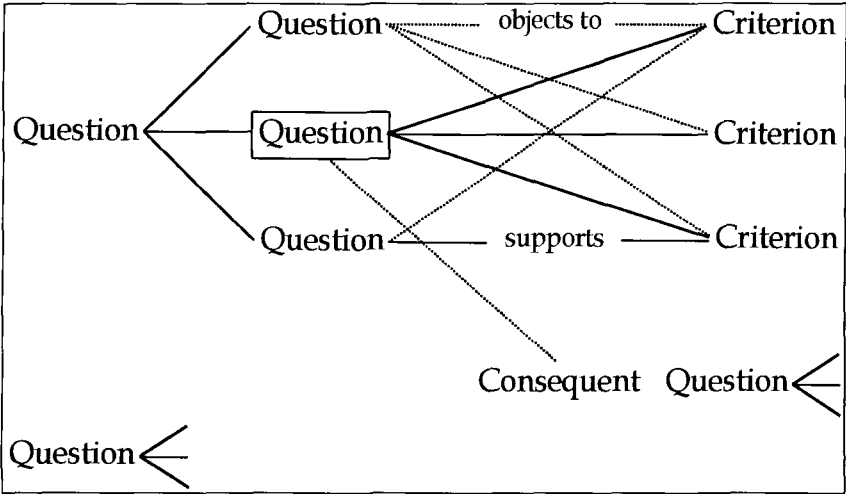 Question objects to Criterion
Question Question Criterion
Question supports Criterion
Consequent Question
Question